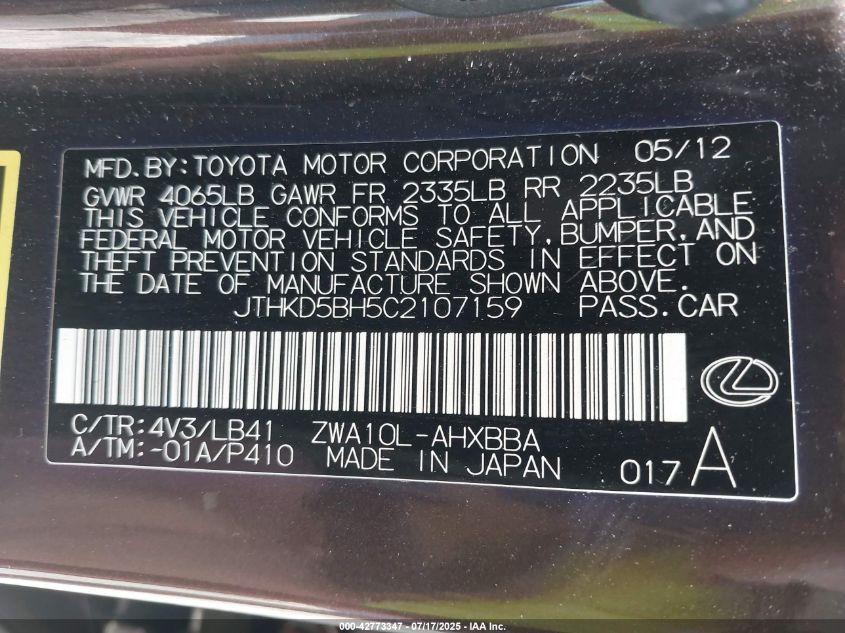 MFD.BY:TOYOTA MOTOR CORPORATION 05/12
GVWR 4065LB GAWR FR 2335LB RR 2235LB
THIS VEHICLE CONFORMS TO ALL APPLICABLE
FEDERAL MOTOR VEHICLE SAFETY,BUMPER,AND
THEFT PREVENTION STANDARDS IN EFFECT ON
THE DATE OF MANUFACTURE SHOWN ABOVE.
JTHKD5BH5C2107159 PASS.CAR
C/TR:4V3/LB41 ZWA10L-AHXBBA
A/TM:-01A/P410 MADE IN JAPAN 017A
000-42773347 / 07/17/2025 - IAA Inc.